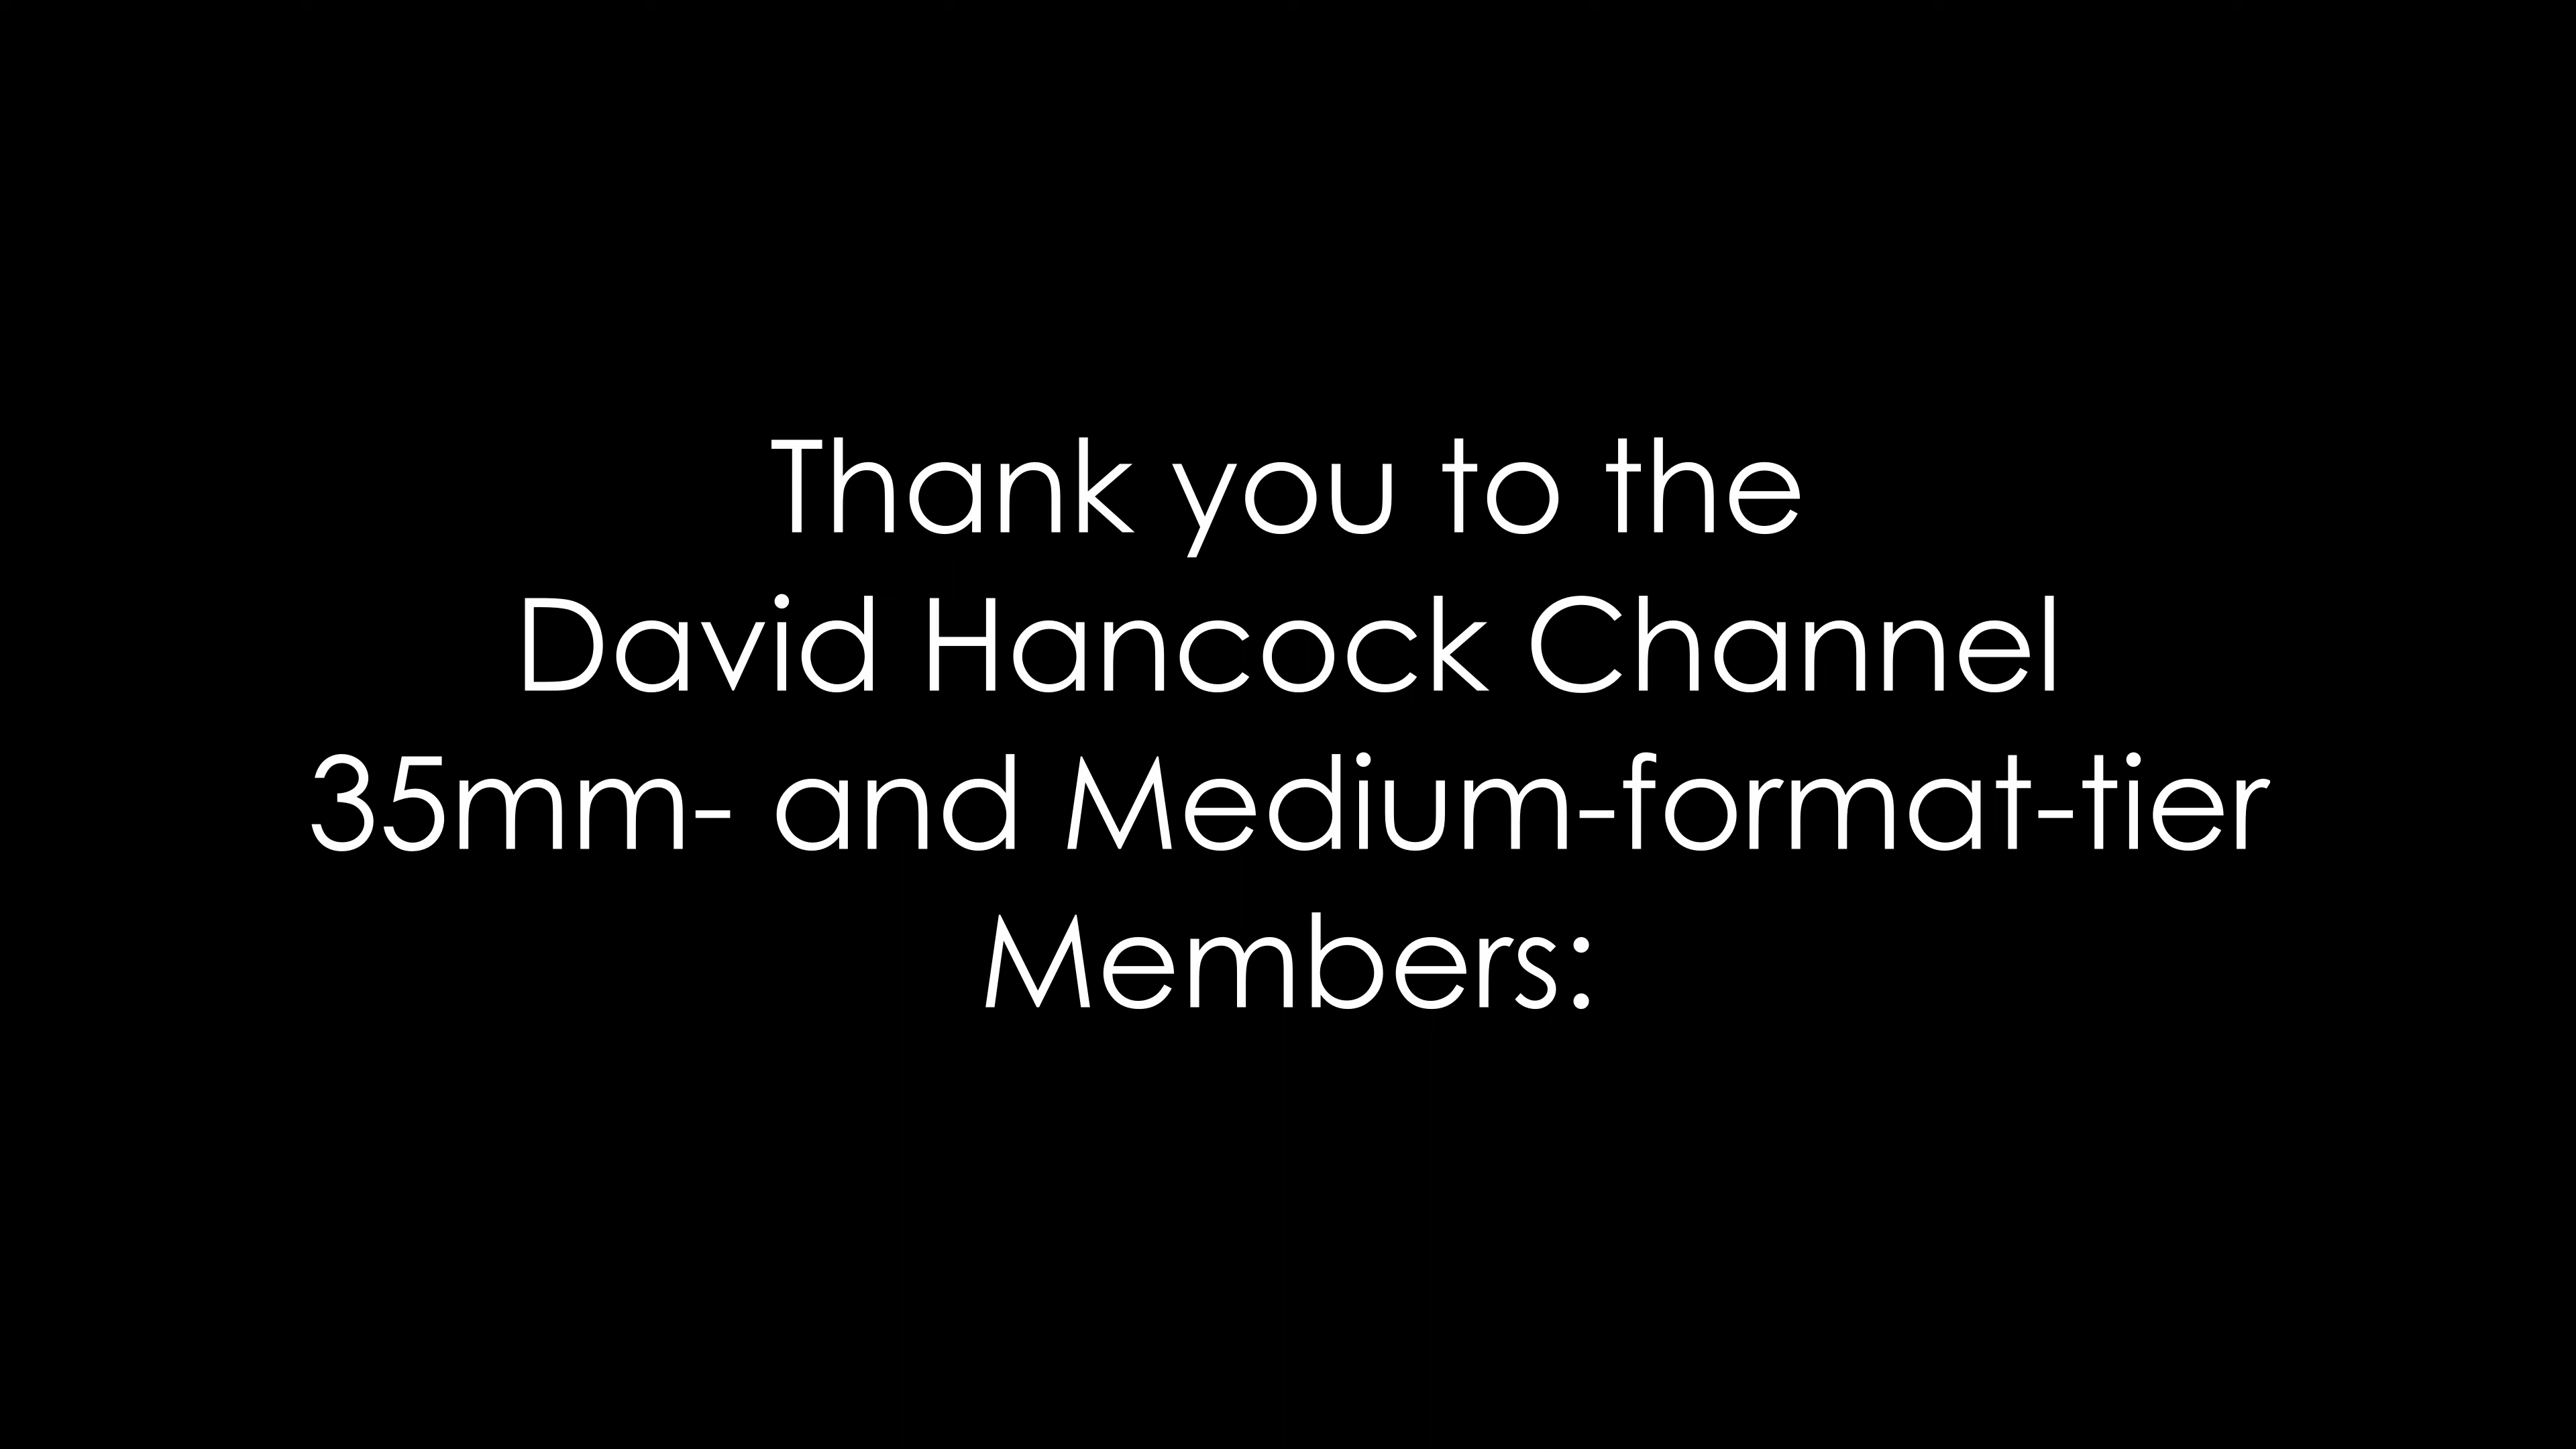 Thank you to the
David Hancock Channel
35mm- and Medium-format-tier
Members: